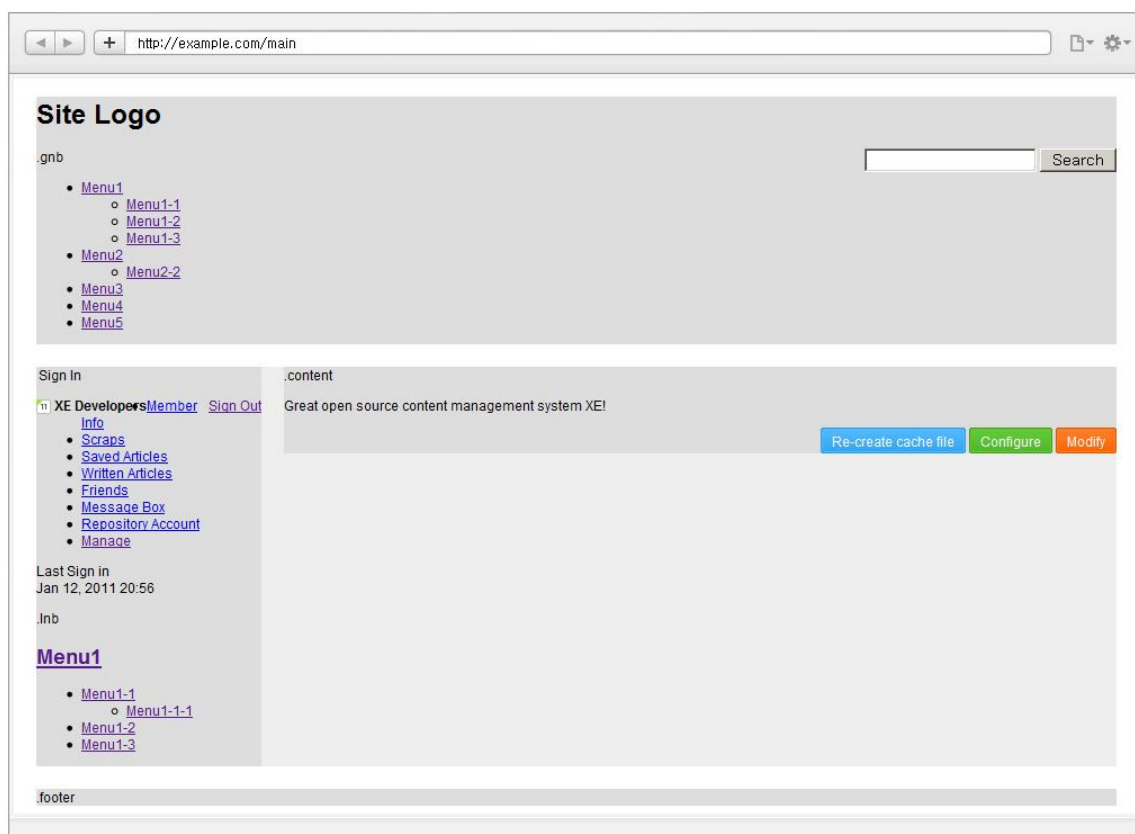 http://example.com/main
Site Logo
.gnb
Search
Menu1
Menu1-1
Menu1-2
Menu1-3
Menu2
Menu2-2
Menu3
Menu4
Menu5
Sign In
11 XE Developers Member Sign Out
Info
Scraps
Saved Articles
Written Articles
Friends
Message Box
Repository Account
Manage
Last Sign in
Jan 12, 2011 20:56
.lnb
Menu1
Menu1-1
Menu1-1-1
Menu1-2
Menu1-3
.content
Great open source content management system XE!
Re-create cache file Configure Modify
.footer